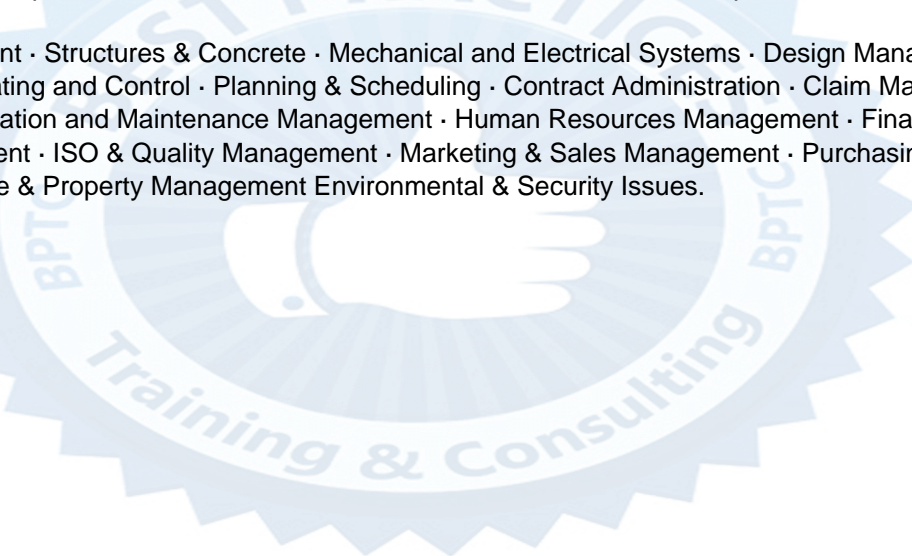 nt · Structures & Concrete · Mechanical and Electrical Systems · Design Mana
ting and Control · Planning & Scheduling · Contract Administration · Claim Ma
ation and Maintenance Management · Human Resources Management · Fina
ent · ISO & Quality Management · Marketing & Sales Management · Purchasin
e & Property Management Environmental & Security Issues.
BEST PRACTICE
BPTC
BPTC
Training & Consulting